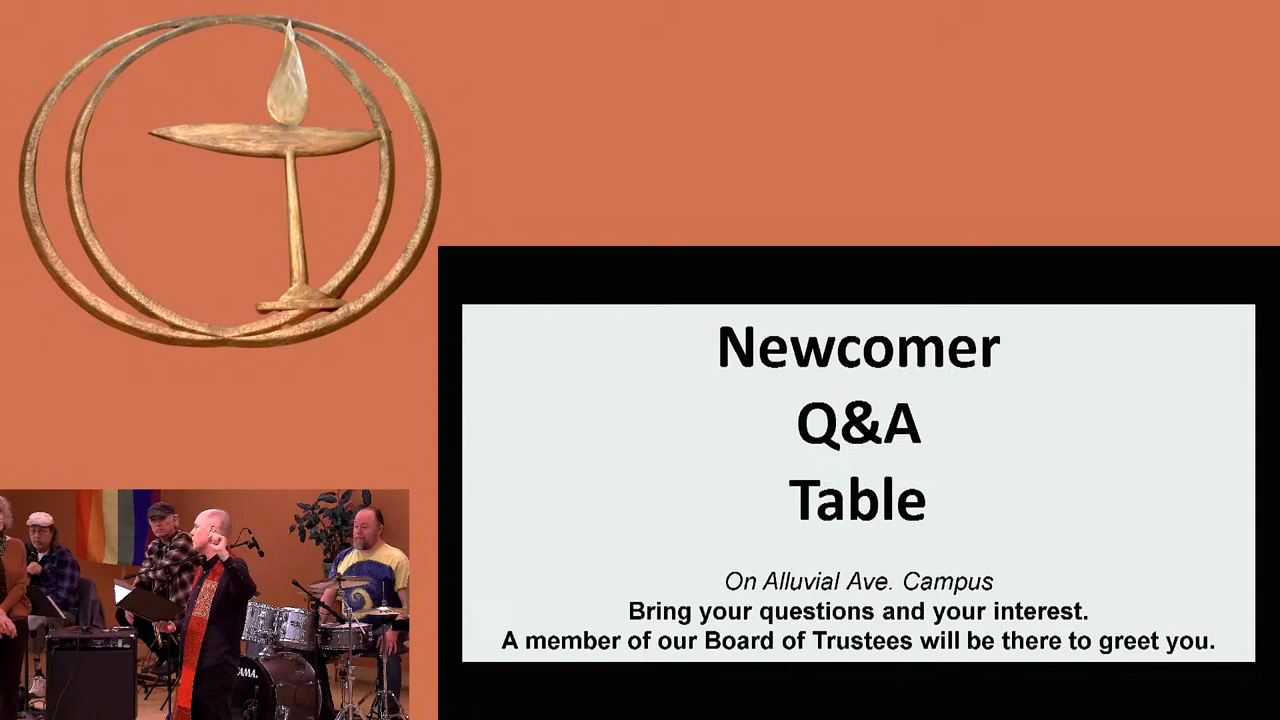 Newcomer
Q&A
Table
On Alluvial Ave. Campus
Bring your questions and your interest.
A member of our Board of Trustees will be there to greet you.
TAMA.